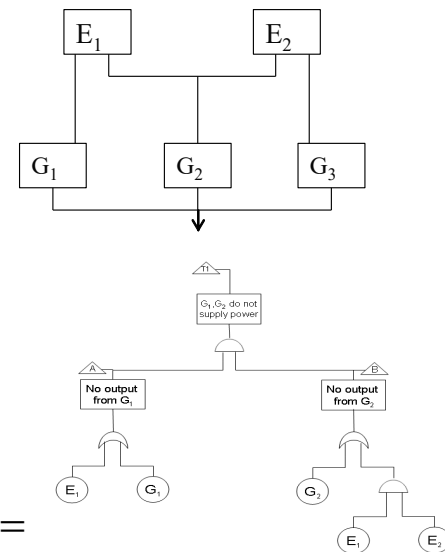 E₁ E₂
G₁ G₂ G₃
T1
G₁,G₂ do not
supply power
A
B
No output
from G₁
No output
from G₂
E₁ G₁ G₂
=
E₁ E₂